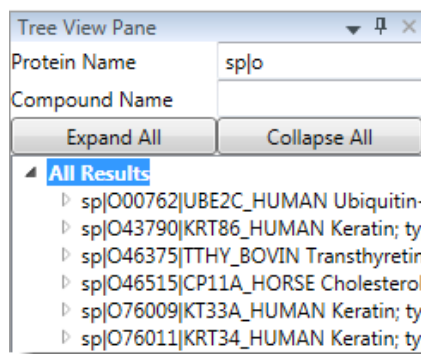 Tree View Pane
Protein Name sp|o
Compound Name
Expand All Collapse All
All Results
sp|O00762|UBE2C_HUMAN Ubiquitin-
sp|O43790|KRT86_HUMAN Keratin; ty
sp|O46375|TTHY_BOVIN Transthyretin
sp|O46515|CP11A_HORSE Cholesterol
sp|O76009|KT33A_HUMAN Keratin; ty
sp|O76011|KRT34_HUMAN Keratin; ty